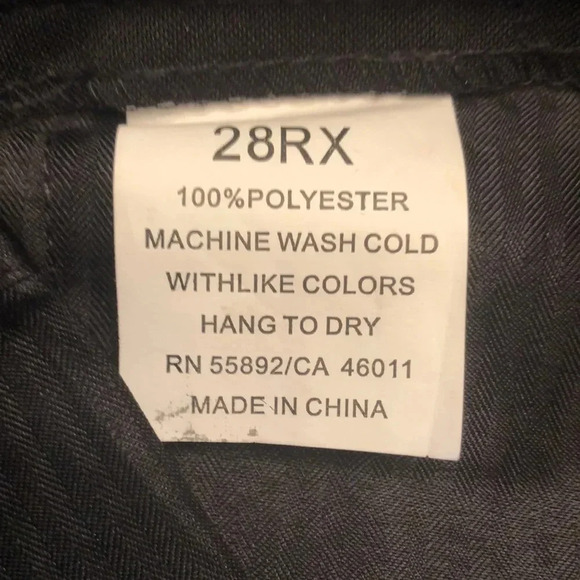 28RX
100%POLYESTER
MACHINE WASH COLD
WITHLIKE COLORS
HANG TO DRY
RN 55892/CA 46011
MADE IN CHINA